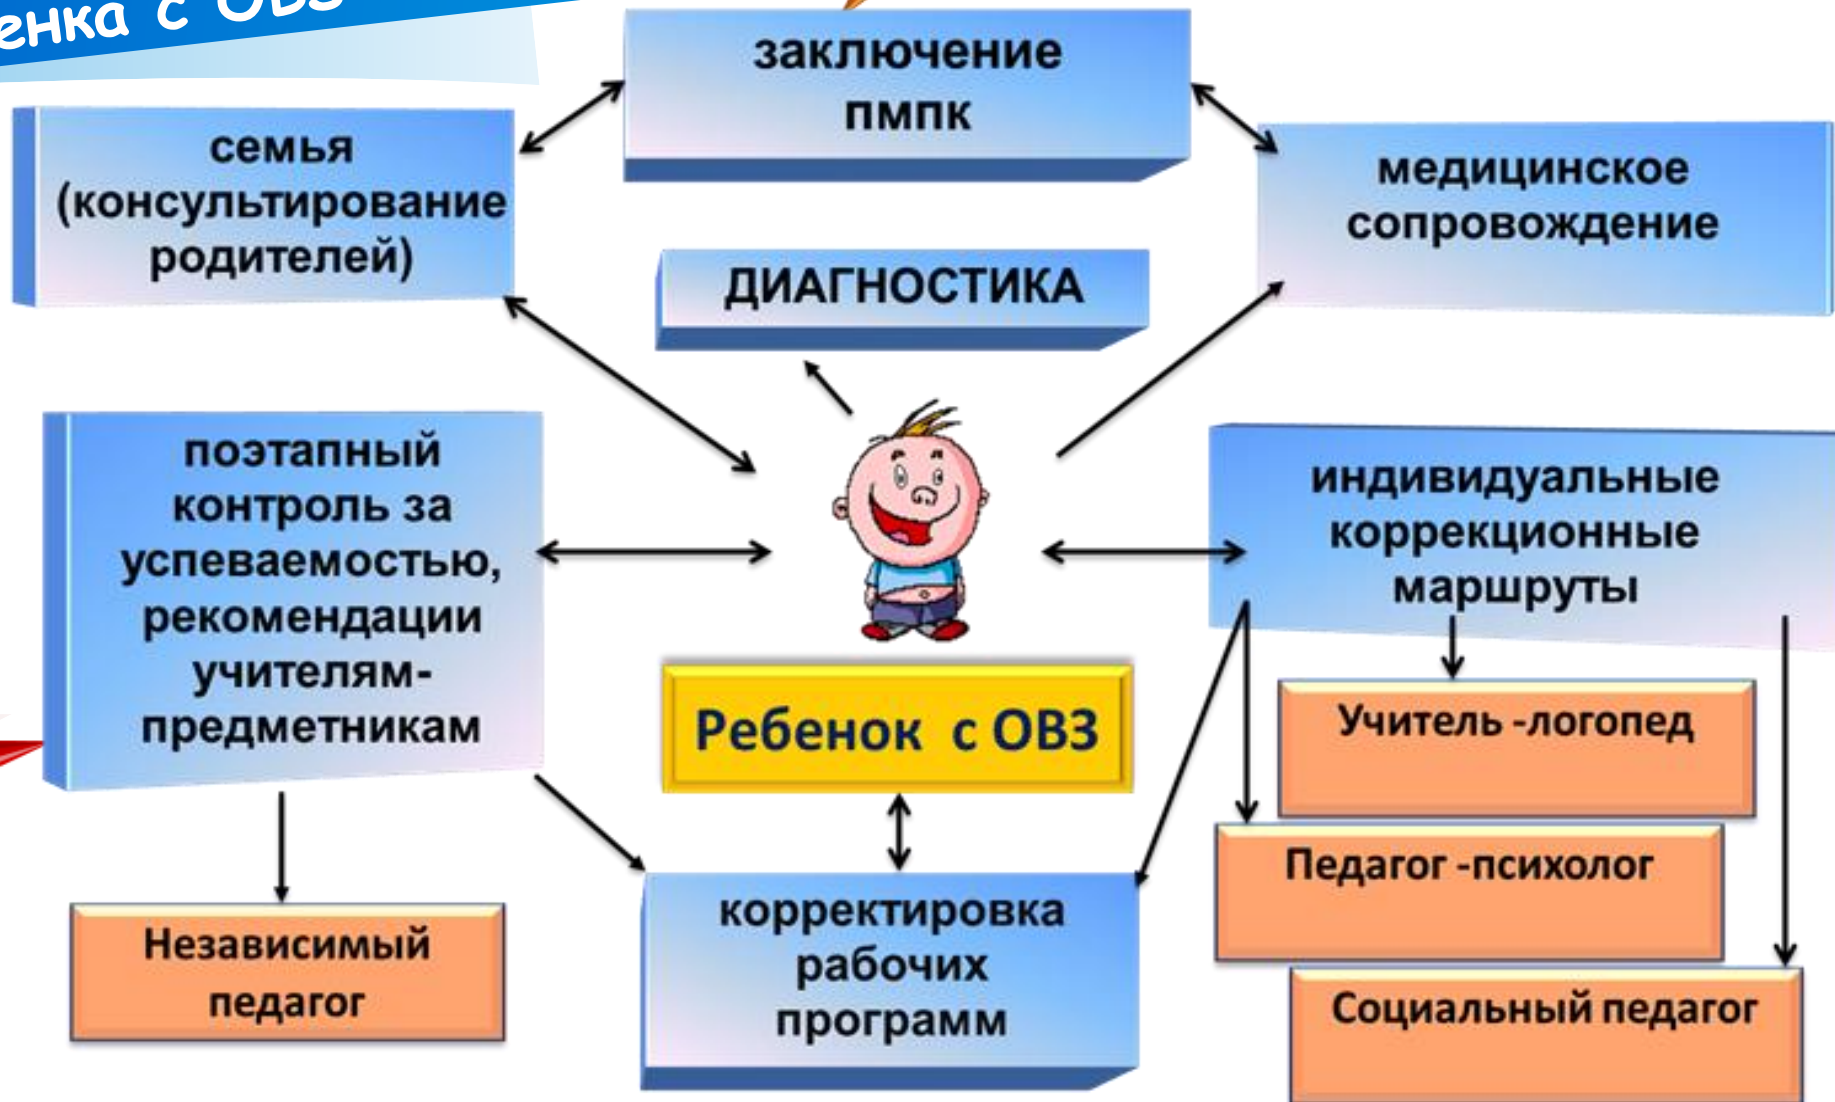 с ОВЗ
заключение
пмпк
семья
(консультирование
родителей)
медицинское
сопровождение
ДИАГНОСТИКА
поэтапный
контроль за
успеваемостью,
рекомендации
учителям-
предметникам
индивидуальные
коррекционные
маршруты
Ребенок с ОВЗ
Учитель -логопед
Педагог -психолог
Социальный педагог
Независимый
педагог
корректировка
рабочих
программ